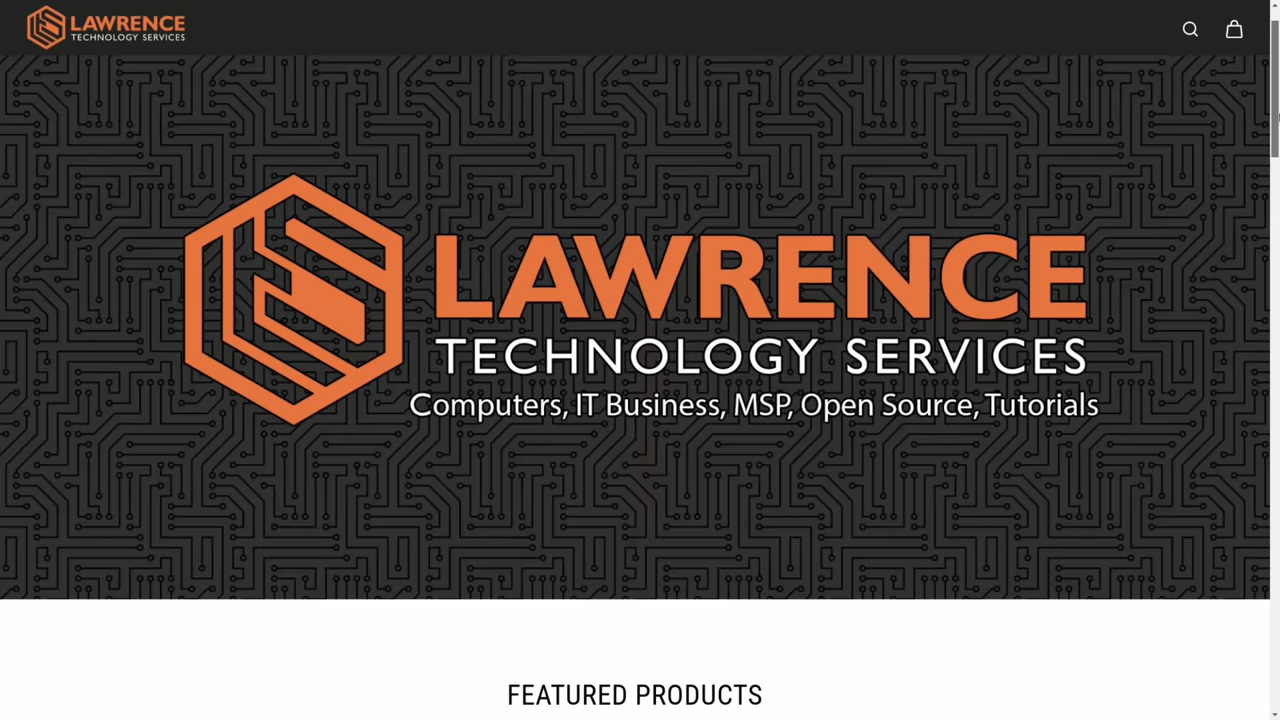 LAWRENCE
TECHNOLOGY SERVICES
LAWRENCE
TECHNOLOGY SERVICES
Computers, IT Business, MSP, Open Source, Tutorials
FEATURED PRODUCTS